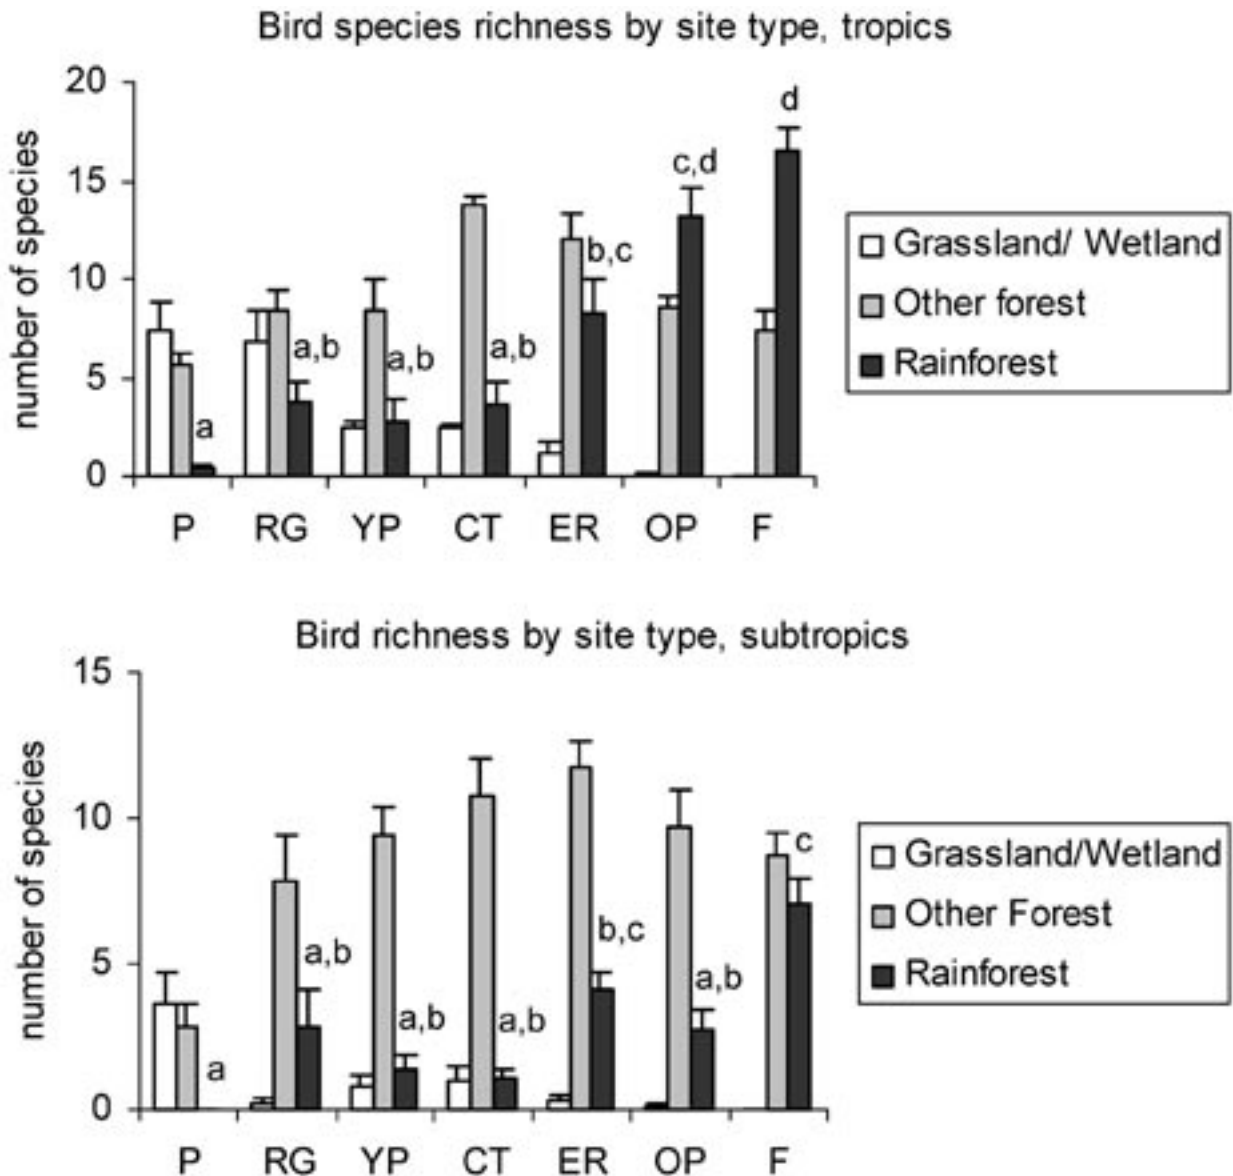 Bird species richness by site type, tropics
number of species
20
15
10
5
0
a
a,b
a,b
a,b
b,c
c,d
d
P RG YP CT ER OP F
Grassland/ Wetland
Other forest
Rainforest
Bird richness by site type, subtropics
number of species
15
10
5
0
a
a,b
a,b
a,b
b,c
a,b
c
P RG YP CT ER OP F
Grassland/Wetland
Other Forest
Rainforest